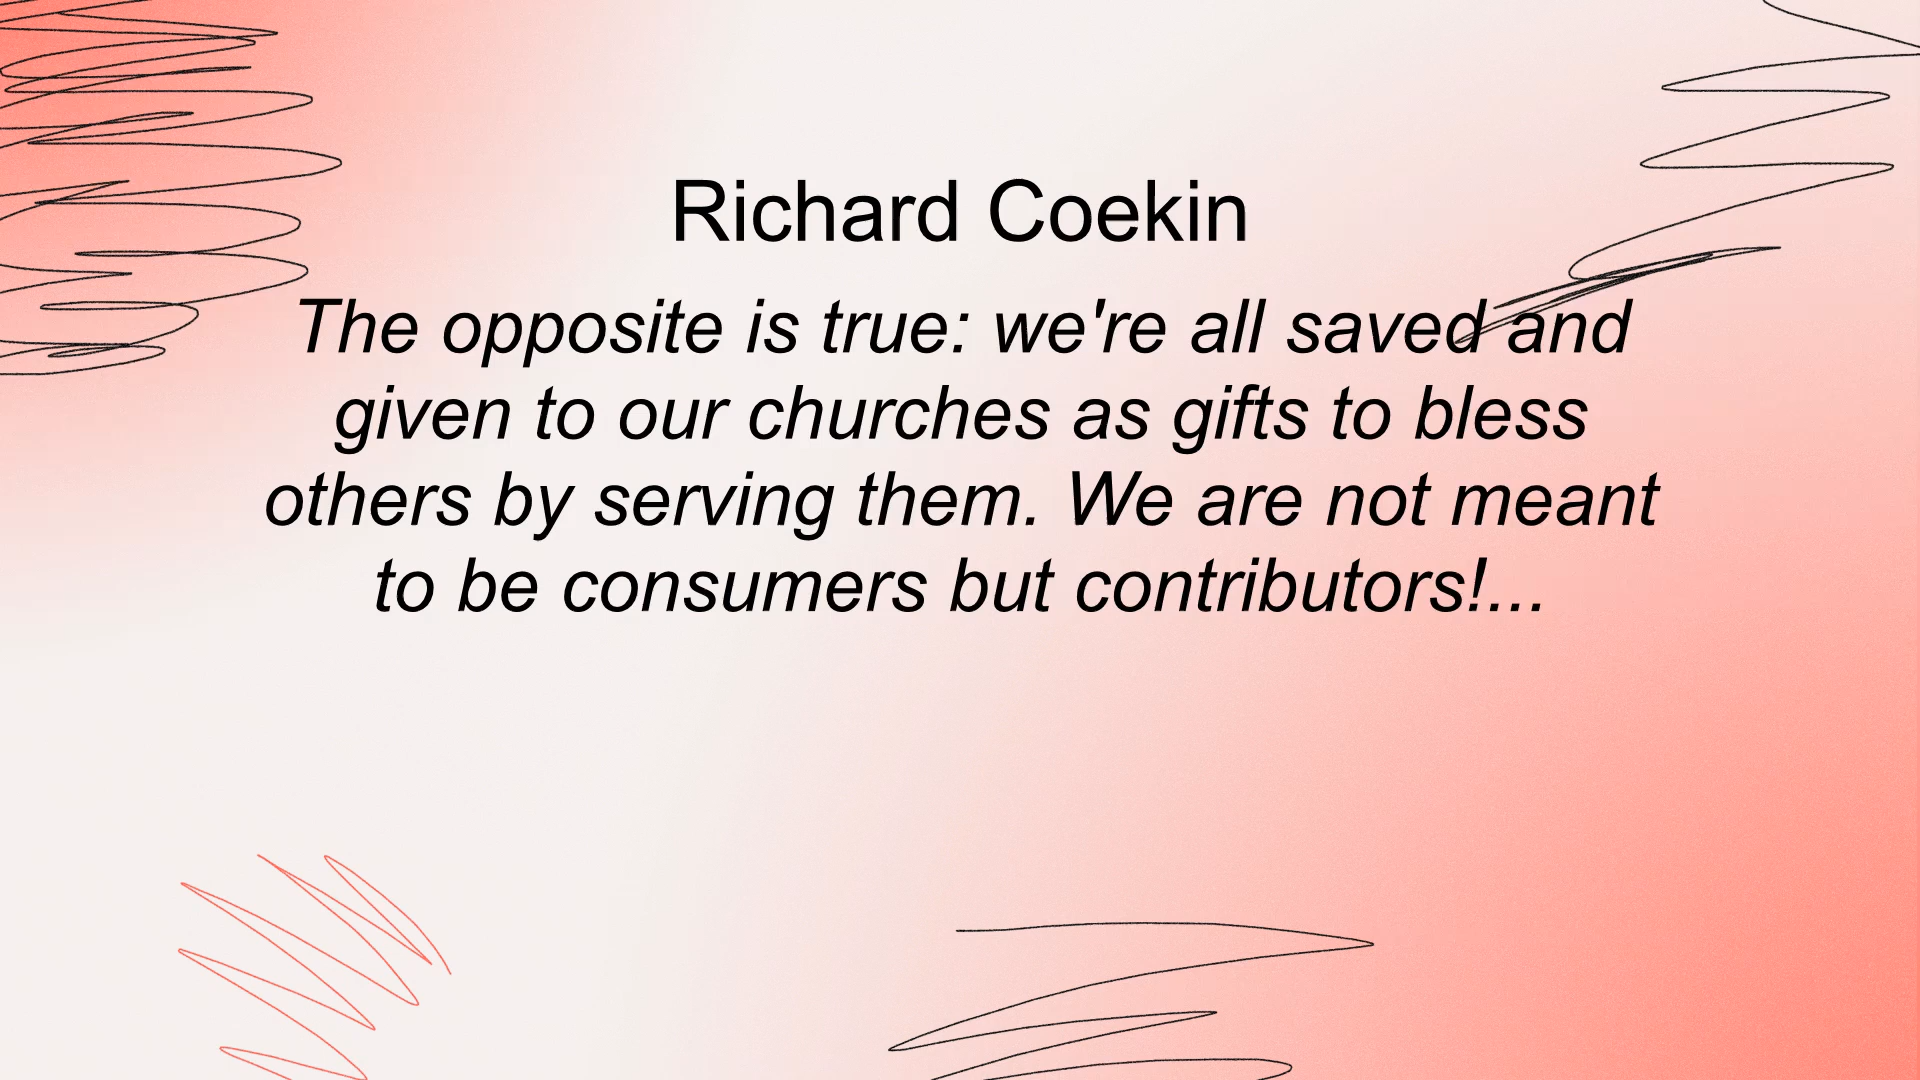 Richard Coekin
The opposite is true: we're all saved and
given to our churches as gifts to bless
others by serving them. We are not meant
to be consumers but contributors!...